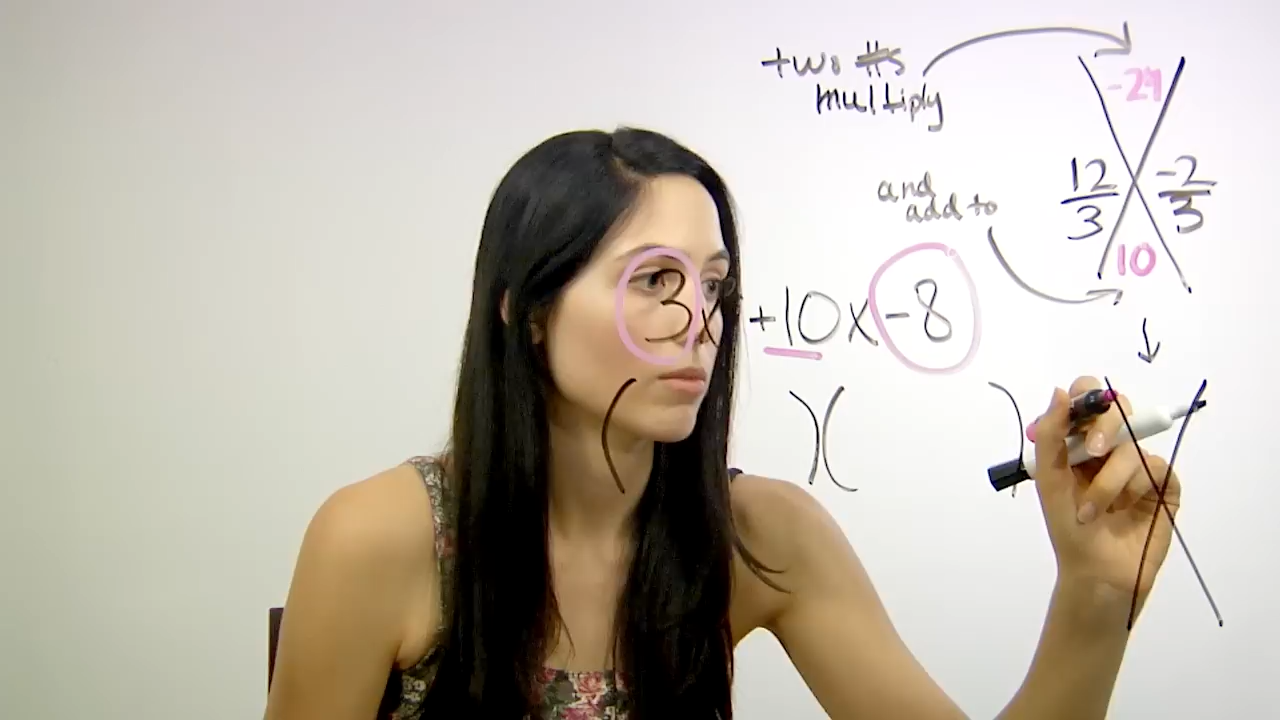 two #s
multiply
-24
and
add to
12/3
-2/3
10
3x²+10x-8
( )( )